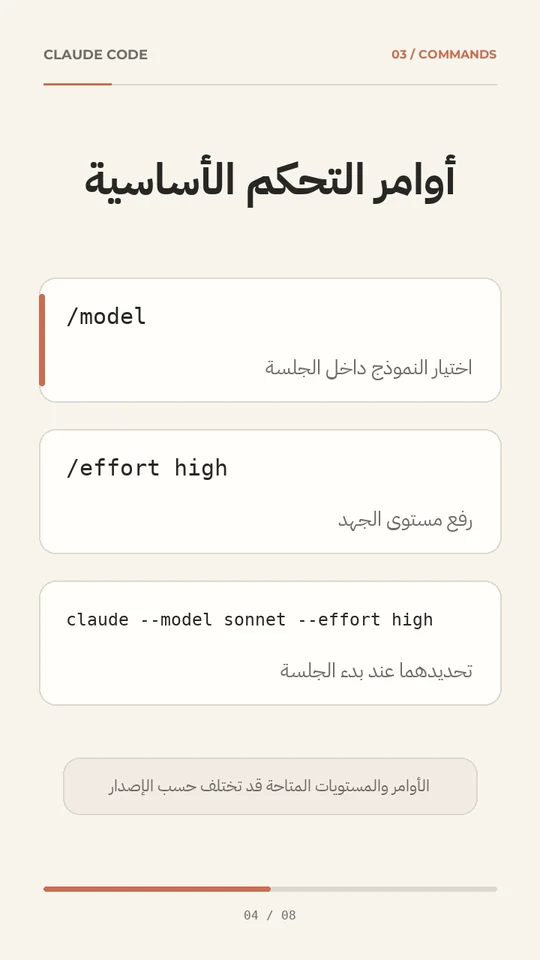 CLAUDE CODE
03 / COMMANDS
أوامر التحكم الأساسية
/model
اختيار النموذج داخل الجلسة
/effort high
رفع مستوى الجهد
claude --model sonnet --effort high
تحديدهما عند بدء الجلسة
الأوامر والمستويات المتاحة قد تختلف حسب الإصدار
04 / 08